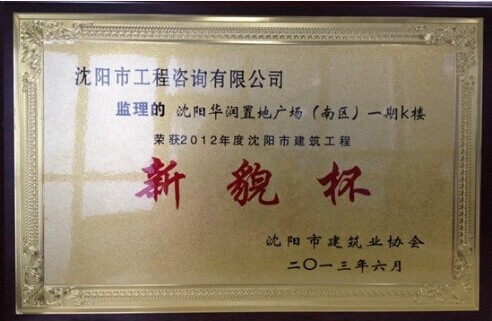 沈阳市工程咨询有限公司
监理的 沈阳华润置地广场（南区）一期K楼
荣获2012年度沈阳市建筑工程
新貌杯
沈阳市建筑业协会
二〇一三年六月